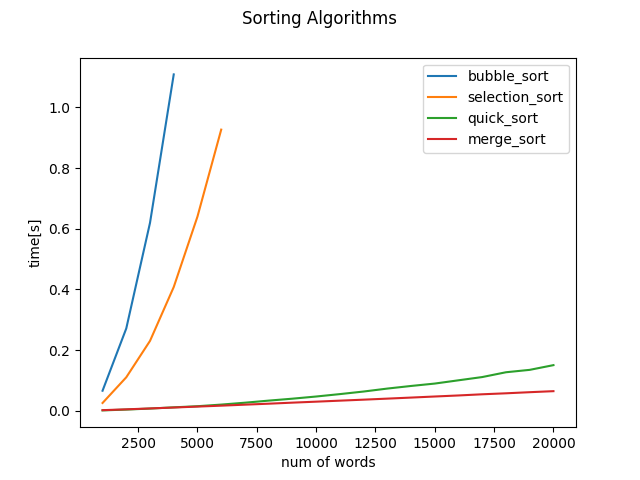 Sorting Algorithms
time[s]
1.0
0.8
0.6
0.4
0.2
0.0
bubble_sort
selection_sort
quick_sort
merge_sort
2500 5000 7500 10000 12500 15000 17500 20000
num of words